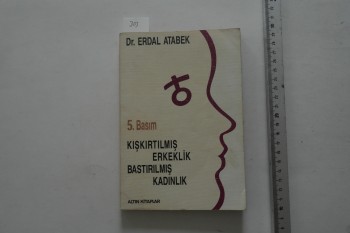 Dr. ERDAL ATABEK
5. Basım
KIŞKIRTILMIŞ
ERKEKLİK
BASTIRILMIŞ
KADINLIK
ALTIN KİTAPLAR